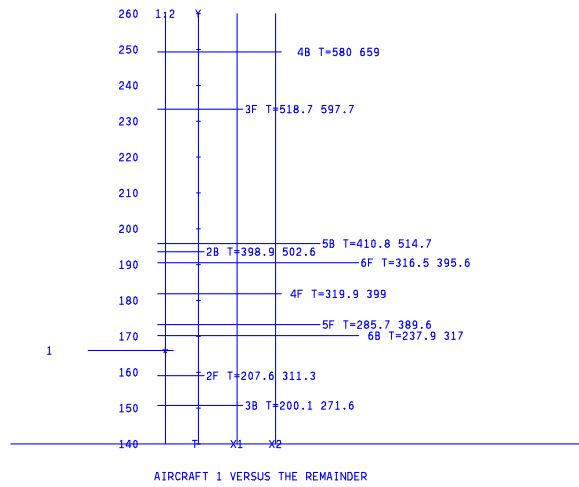 260 1:2 Y
250
4B T=580 659
240
3F T=518.7 597.7
230
220
210
200
5B T=410.8 514.7
2B T=398.9 502.6
190
6F T=316.5 395.6
4F T=319.9 399
180
5F T=285.7 389.6
170
6B T=237.9 317
1
160
2F T=207.6 311.3
3B T=200.1 271.6
150
140 T X1 X2
AIRCRAFT 1 VERSUS THE REMAINDER